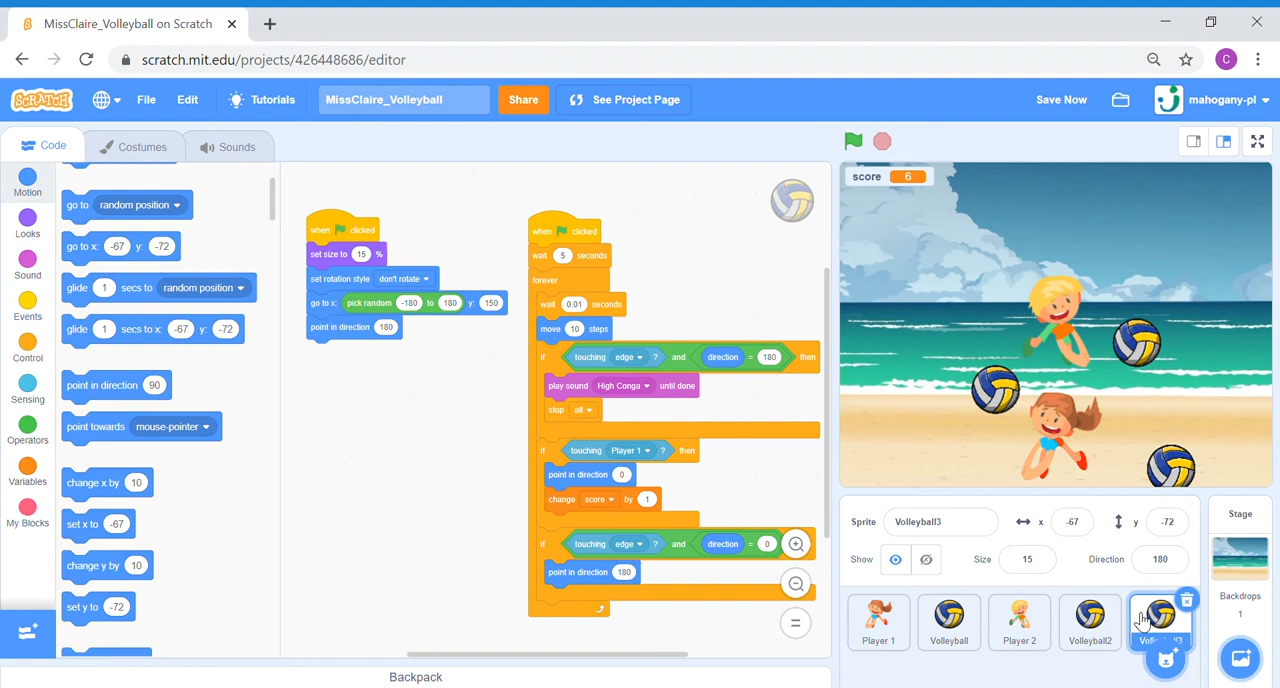 MissClaire_Volleyball on Scratch
scratch.mit.edu/projects/426448686/editor
C
SCRATCH
File
Edit
Tutorials
MissClaire_Volleyball
Share
See Project Page
Save Now
mahogany-pl
Code
Costumes
Sounds
Motion
Looks
Sound
Events
Control
Sensing
Operators
Variables
My Blocks
go to random position
go to x: -67 y: -72
glide 1 secs to random position
glide 1 secs to x: -67 y: -72
point in direction 90
point towards mouse-pointer
change x by 10
set x to -67
change y by 10
set y to -72
when clicked
set size to 15 %
set rotation style don't rotate
go to x: pick random -180 to 180 y: 150
point in direction 180
when clicked
wait 5 seconds
forever
wait 0.01 seconds
move 10 steps
if touching edge ? and direction = 180 then
play sound High Conga until done
stop all
if touching Player 1 ? then
point in direction 0
change score by 1
if touching edge ? and direction = 0
point in direction 180
Backpack
score 6
Sprite Volleyball3 x -67 y -72
Show Size 15 Direction 180
Player 1
Volleyball
Player 2
Volleyball2
Stage
Backdrops
1